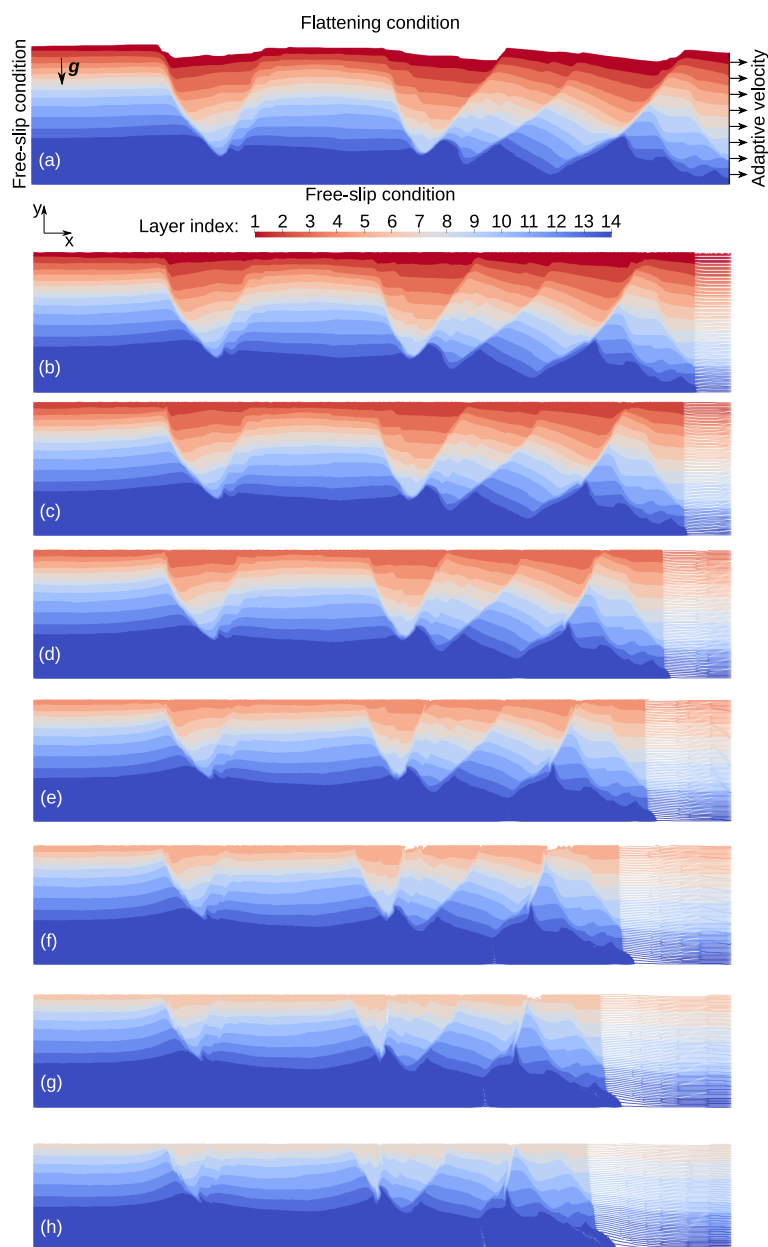 Flattening condition
Free-slip condition
g
Adaptive velocity
(a)
Free-slip condition
y
x
Layer index: 1 2 3 4 5 6 7 8 9 10 11 12 13 14
(b)
(c)
(d)
(e)
(f)
(g)
(h)